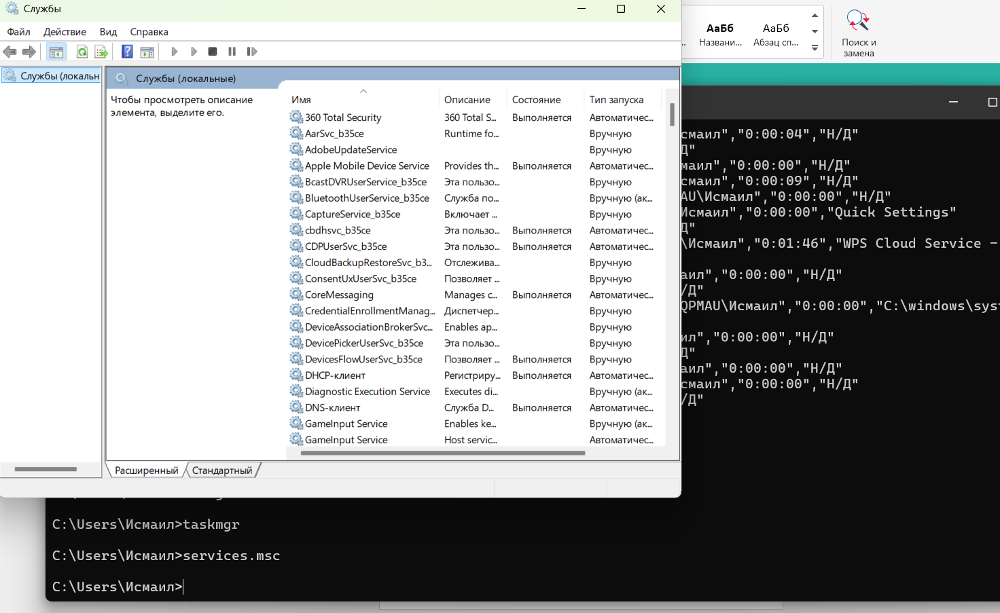 Службы
Файл Действие Вид Справка
Службы (локальн
Службы (локальные)
Чтобы просмотреть описание
элемента, выделите его.
Имя Описание Состояние Тип запуска
360 Total Security 360 Total S... Выполняется Автоматичес...
AarSvc_b35ce Runtime fo... Вручную
AdobeUpdateService Вручную
Apple Mobile Device Service Provides th... Выполняется Автоматичес...
BcastDVRUserService_b35ce Эта пользо... Вручную
BluetoothUserService_b35ce Служба по... Вручную (ак...
CaptureService_b35ce Включает ... Вручную
cbdhsvc_b35ce Эта пользо... Выполняется Автоматичес...
CDPUserSvc_b35ce Эта пользо... Выполняется Автоматичес...
CloudBackupRestoreSvc_b3... Отслежива... Вручную
ConsentUxUserSvc_b35ce Позволяет ... Вручную
CoreMessaging Manages c... Выполняется Автоматичес...
CredentialEnrollmentManag... Диспетчер... Вручную
DeviceAssociationBrokerSvc... Enables ap... Вручную
DevicePickerUserSvc_b35ce Эта пользо... Вручную
DevicesFlowUserSvc_b35ce Позволяет ... Выполняется Вручную
DHCP-клиент Регистриру... Выполняется Автоматичес...
Diagnostic Execution Service Executes di... Вручную (ак...
DNS-клиент Служба D... Выполняется Автоматичес...
GameInput Service Enables ke... Вручную (ак...
GameInput Service Host servic... Автоматичес...
Расширенный Стандартный
АаБб АаБб
Названи... Абзац сп...
Поиск и
замена
смаил","0:00:04","Н/Д"
Д"
маил","0:00:00","Н/Д"
смаил","0:00:09","Н/Д"
AU\Исмаил","0:00:00","Н/Д"
Исмаил","0:00:00","Quick Settings"
Д"
\Исмаил","0:01:46","WPS Cloud Service -
аил","0:00:00","Н/Д"
/Д"
QPMAU\Исмаил","0:00:00","C:\windows\syst
ил","0:00:00","Н/Д"
Д"
аил","0:00:00","Н/Д"
смаил","0:00:00","Н/Д"
/Д"
C:\Users\Исмаил>taskmgr
C:\Users\Исмаил>services.msc
C:\Users\Исмаил>